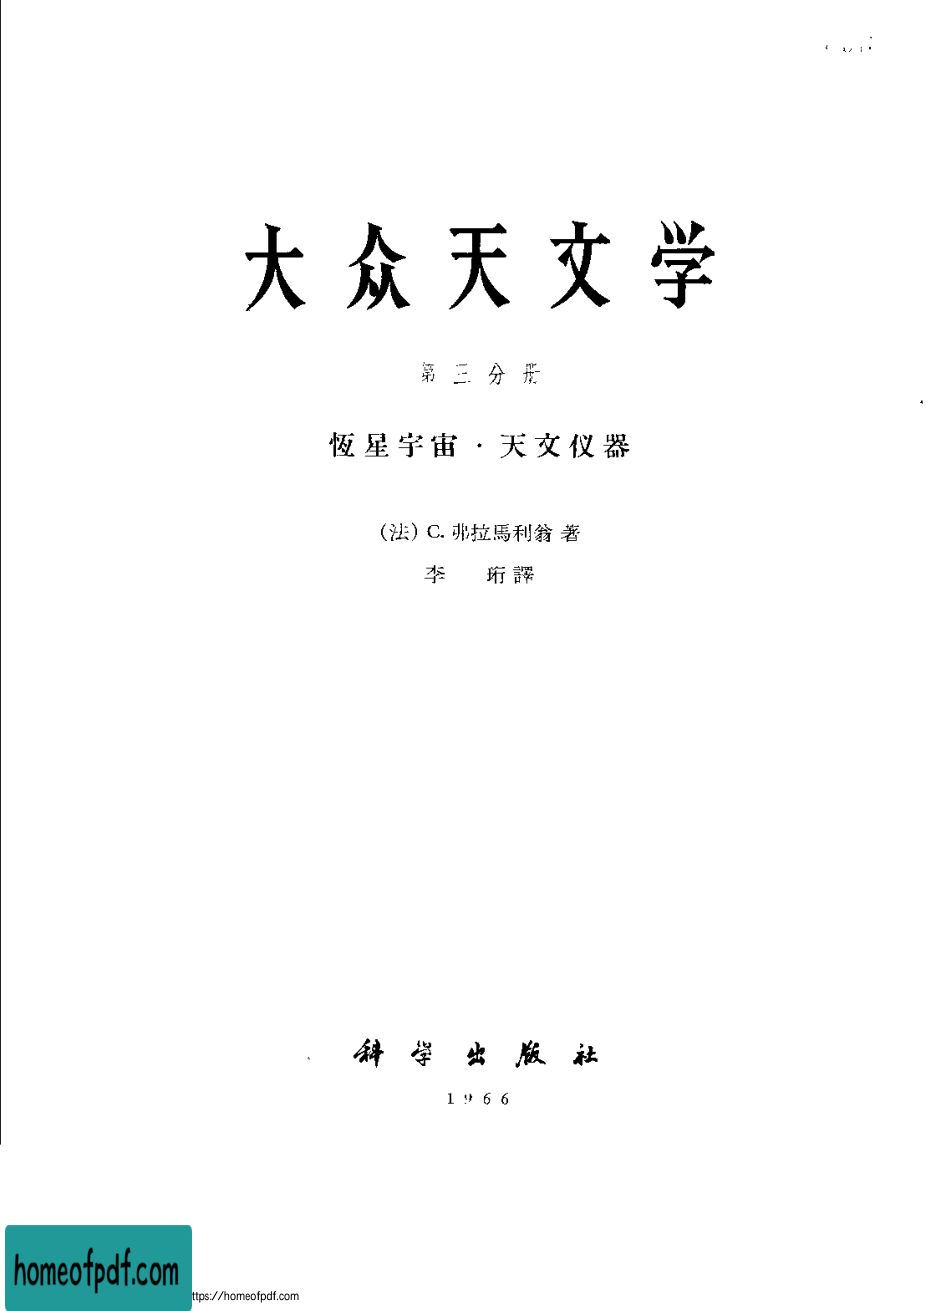 大众天文学
第三分册
恆星宇宙·天文仪器
(法) C. 弗拉馬利翁 著
李 珩 譯
科学出版社
1966
homeofpdf.com
ttps://homeofpdf.com